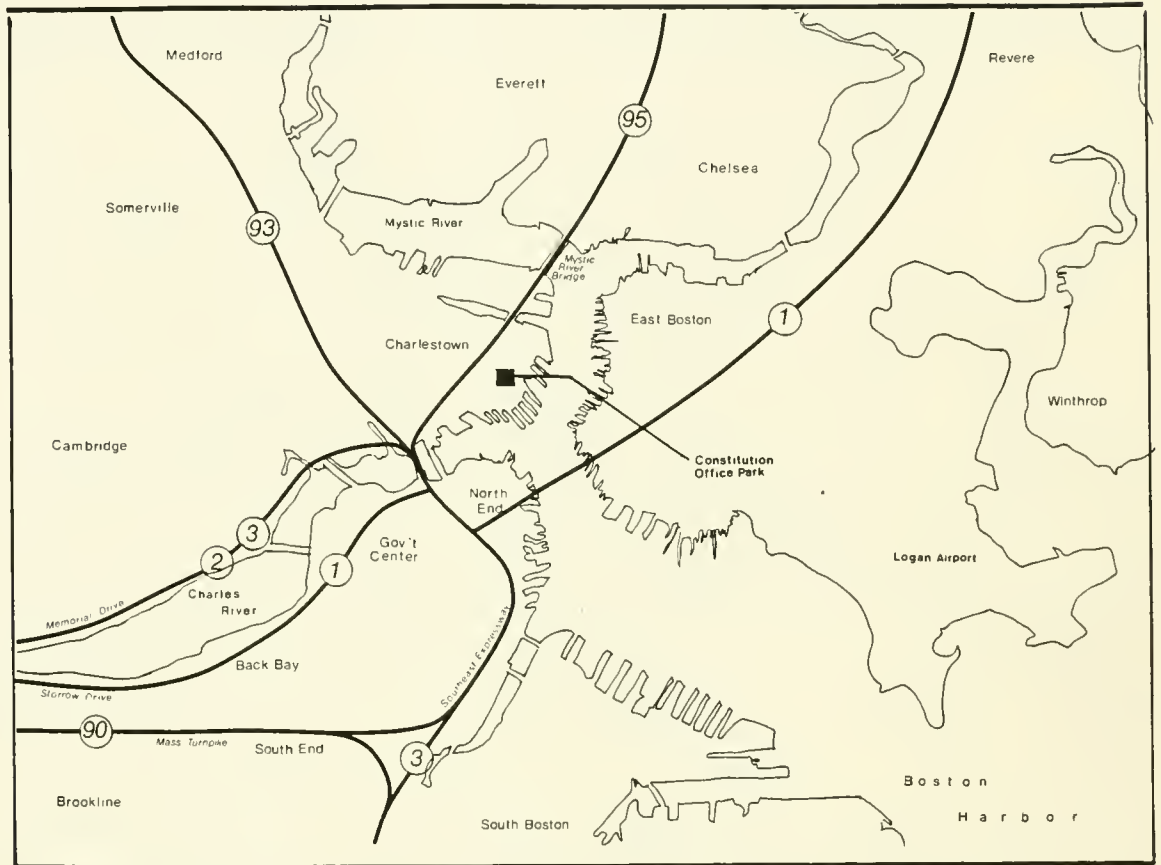 Medford
Everett
Revere
95
Chelsea
Somerville
93
Mystic River
Mystic
River
Bridge
East Boston
1
Charlestown
Winthrop
Cambridge
Constitution
Office Park
North
End
3
Gov't
Center
2
1
Logan Airport
Charles
River
Memorial Drive
Southeast Expressway
Back Bay
Storrow Drive
90
Mass Turnpike
South End
3
Boston
Harbor
Brookline
South Boston